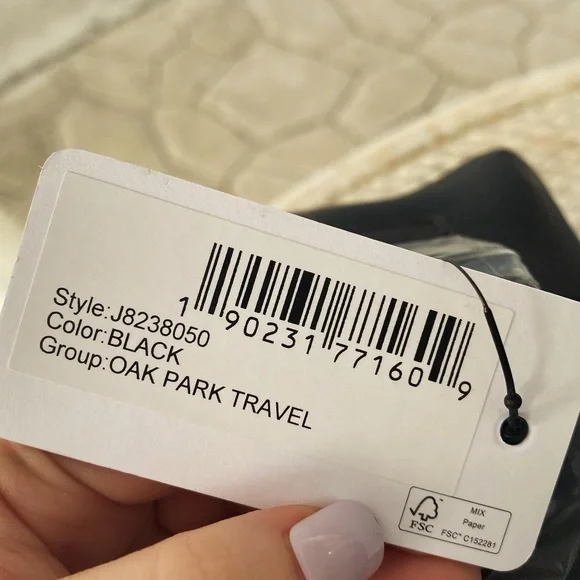 1 90231 77160 9
Style:J8238050
Color:BLACK
Group:OAK PARK TRAVEL
FSC
MIX
Paper
FSC™ C152281